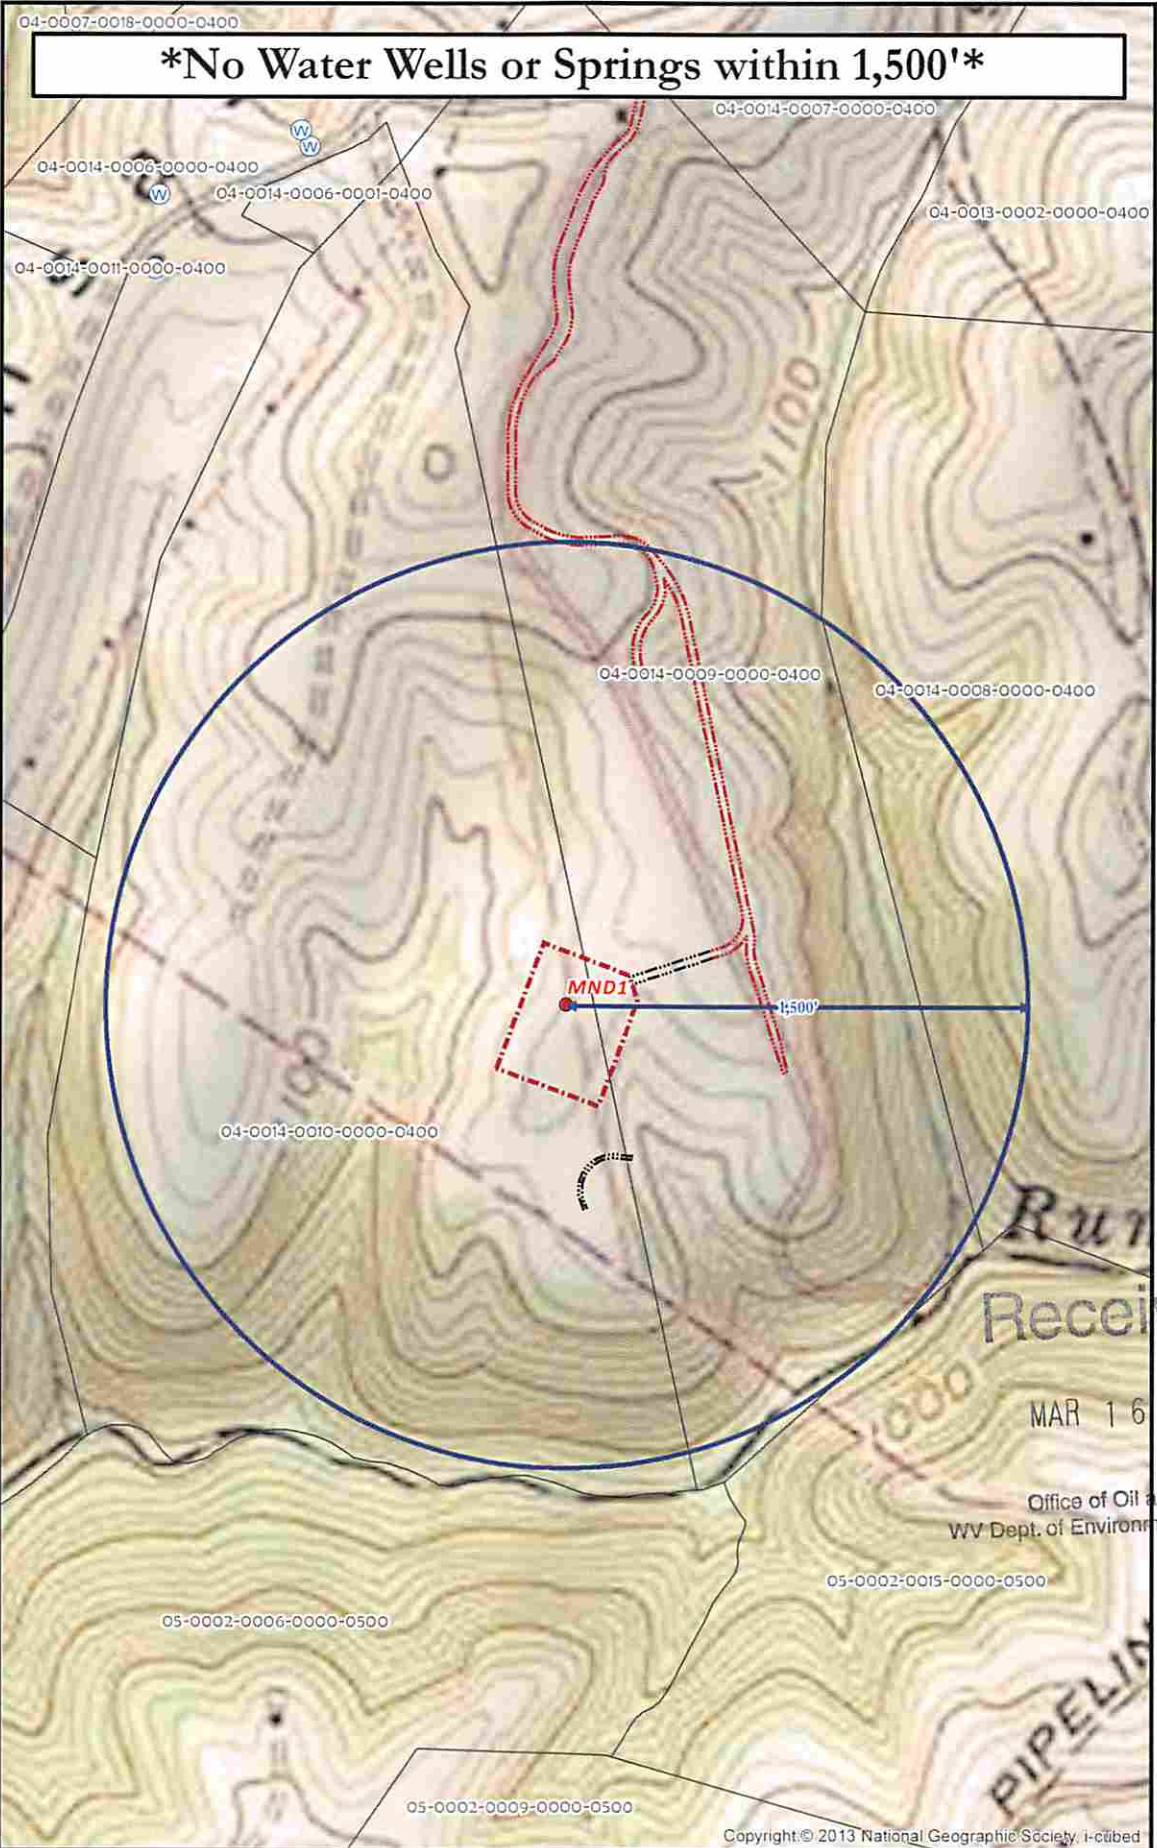 04-0007-0018-0000-0400
*No Water Wells or Springs within 1,500'*
04-0014-0007-0000-0400
W
W
04-0014-0006-0000-0400
W
04-0014-0006-0001-0400
04-0013-0002-0000-0400
04-0014-0011-0000-0400
1100
04-0014-0009-0000-0400
04-0014-0008-0000-0400
MND1
1,500'
1100
04-0014-0010-0000-0400
Run
Recei
1000
MAR 16
Office of Oil a
WV Dept. of Environm
05-0002-0015-0000-0500
05-0002-0006-0000-0500
PIPELIN
05-0002-0009-0000-0500
Copyright:© 2013 National Geographic Society, i-cubed